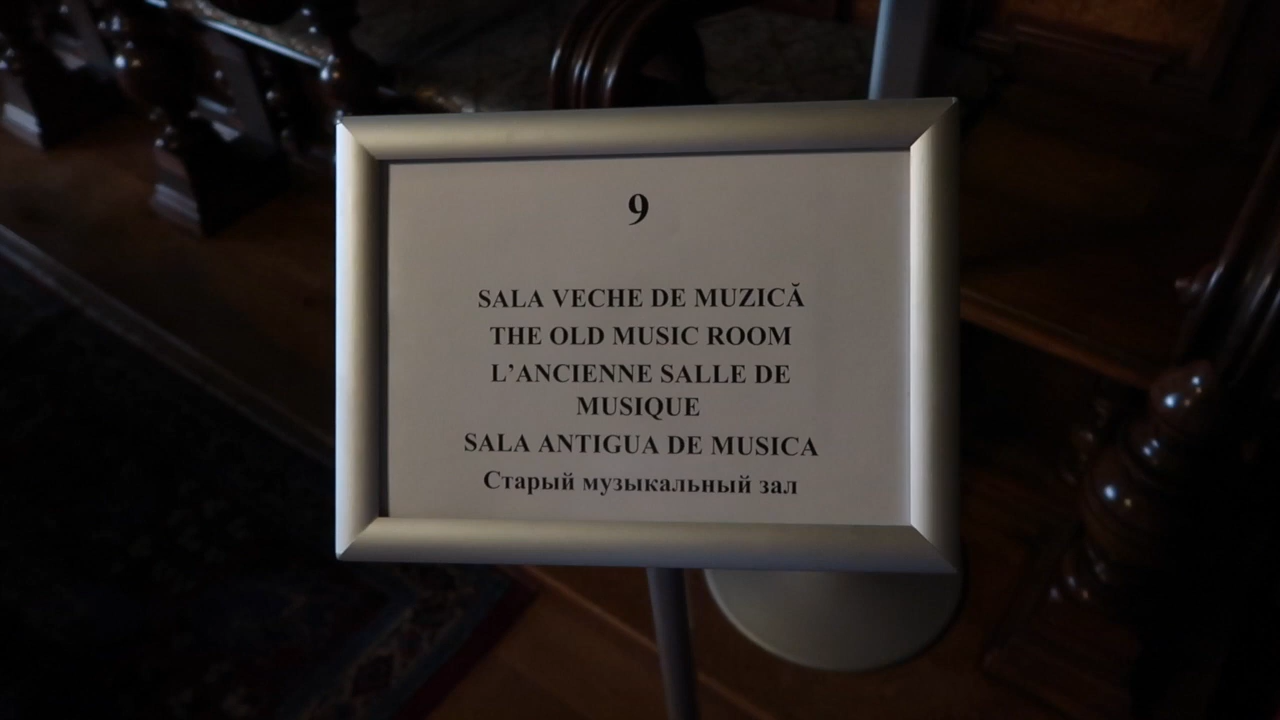 9
SALA VECHE DE MUZICĂ
THE OLD MUSIC ROOM
L’ANCIENNE SALLE DE
MUSIQUE
SALA ANTIGUA DE MUSICA
Старый музыкальный зал